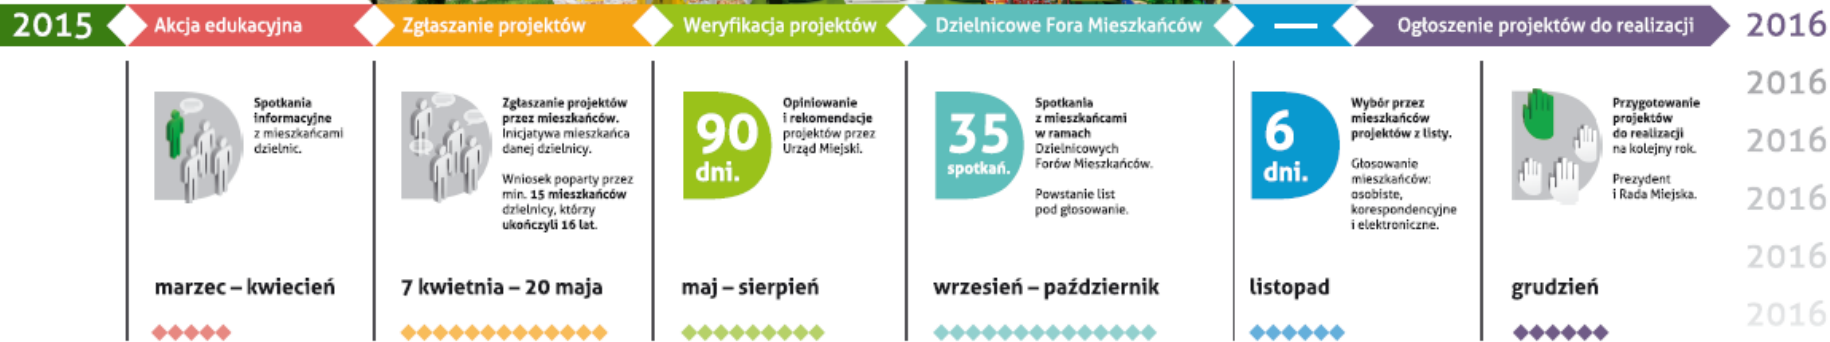 2015
Akcja edukacyjna
Zgłaszanie projektów
Weryfikacja projektów
Dzielnicowe Fora Mieszkańców
Ogłoszenie projektów do realizacji
2016
Spotkania
informacyjne
z mieszkańcami
dzielnic.
marzec – kwiecień
Zgłaszanie projektów
przez mieszkańców.
Inicjatywa mieszkańca
danej dzielnicy.
Wniosek poparty przez
min. 15 mieszkańców
dzielnicy, którzy
ukończyli 16 lat.
7 kwietnia – 20 maja
90
dni.
Opiniowanie
i rekomendacje
projektów przez
Urząd Miejski.
maj – sierpień
35
spotkań.
Spotkania
z mieszkańcami
w ramach
Dzielnicowych
Forów Mieszkańców.
Powstanie list
pod głosowanie.
wrzesień – październik
6
dni.
Wybór przez
mieszkańców
projektów z listy.
Głosowanie
mieszkańców:
osobiste,
korespondencyjne
i elektroniczne.
listopad
Przygotowanie
projektów
do realizacji
na kolejny rok.
Prezydent
i Rada Miejska.
grudzień
2016
2016
2016
2016
2016